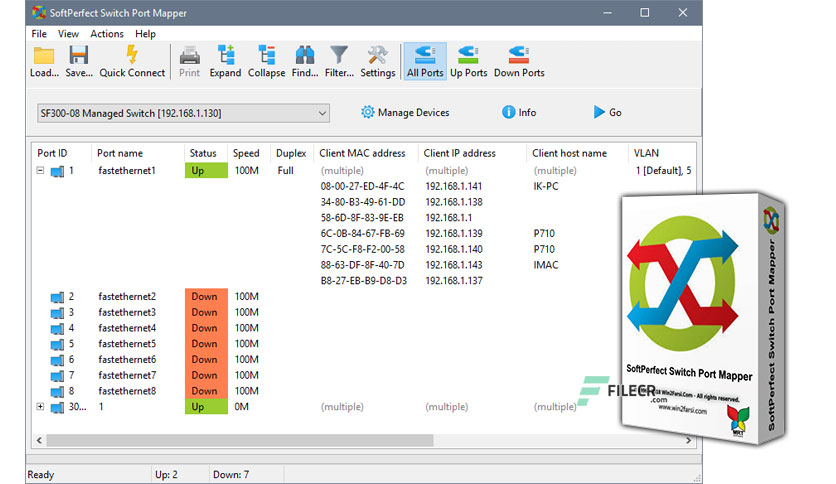 SoftPerfect Switch Port Mapper
File View Actions Help
Load... Save... Quick Connect Print Expand Collapse Find... Filter... Settings All Ports Up Ports Down Ports
SF300-08 Managed Switch [192.168.1.130] Manage Devices Info Go
Port ID Port name Status Speed Duplex Client MAC address Client IP address Client host name VLAN
1 fastethernet1 Up 100M Full (multiple) (multiple) (multiple) 1 [Default], 5
08-00-27-ED-4F-4C 192.168.1.141 IK-PC
34-80-B3-49-61-DD 192.168.1.138
58-6D-8F-83-9E-EB 192.168.1.1
6C-0B-84-67-FB-69 192.168.1.139 P710
7C-5C-F8-F2-00-58 192.168.1.140 P710
88-63-DF-8F-40-7D 192.168.1.143 IMAC
B8-27-EB-B9-D8-D3 192.168.1.137
2 fastethernet2 Down 100M
3 fastethernet3 Down 100M
4 fastethernet4 Down 100M
5 fastethernet5 Down 100M
6 fastethernet6 Down 100M
7 fastethernet7 Down 100M
8 fastethernet8 Down 100M
30... 1 Up 0M (multiple) (multiple) (multiple)
Ready Up: 2 Down: 7
SoftPerfect Switch Port Mapper
Win2Farsi.Com - All rights reserved.
www.win2farsi.com
SoftPerfect Switch Port Mapper
FILECR
.com